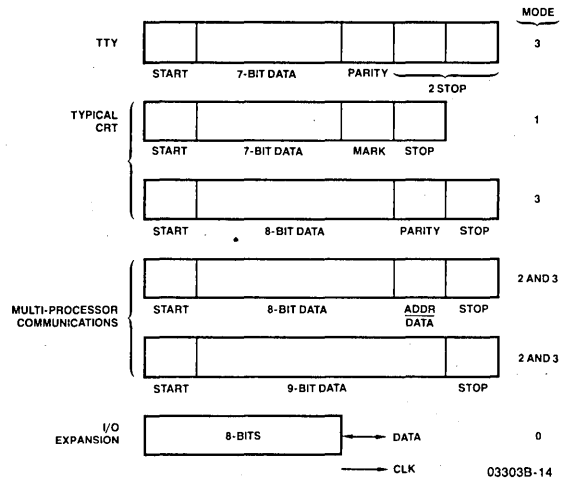 MODE
TTY
3
START 7-BIT DATA PARITY
2 STOP
TYPICAL
CRT
1
START 7-BIT DATA MARK STOP
3
START 8-BIT DATA PARITY STOP
2 AND 3
MULTI-PROCESSOR
COMMUNICATIONS
START 8-BIT DATA ADDR STOP
DATA
2 AND 3
START 9-BIT DATA STOP
I/O
EXPANSION
8-BITS DATA 0
CLK
03303B-14